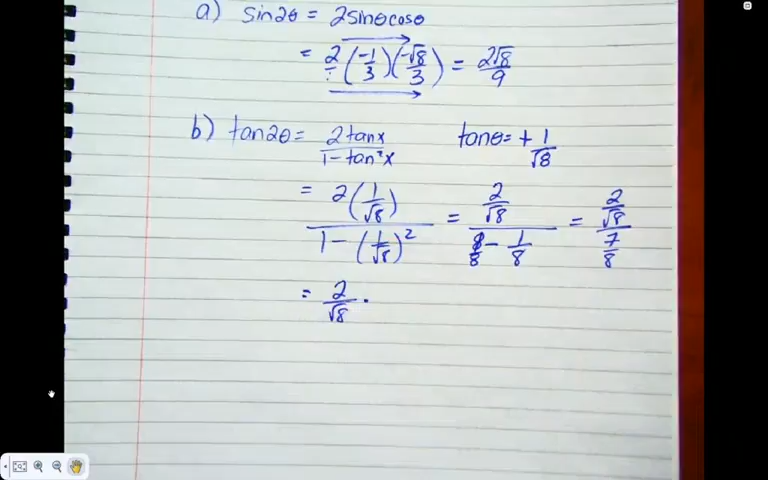 a) sin2θ = 2sinθcosθ
= 2(-1/3)(-√8/3) = 2√8/9
b) tan2θ = 2tanx/1-tan²x tanθ= + 1/√8
= 2(1/√8)/1-(1/√8)² = 2/√8/8/8-1/8 = 2/√8/7/8
= 2/√8 ·